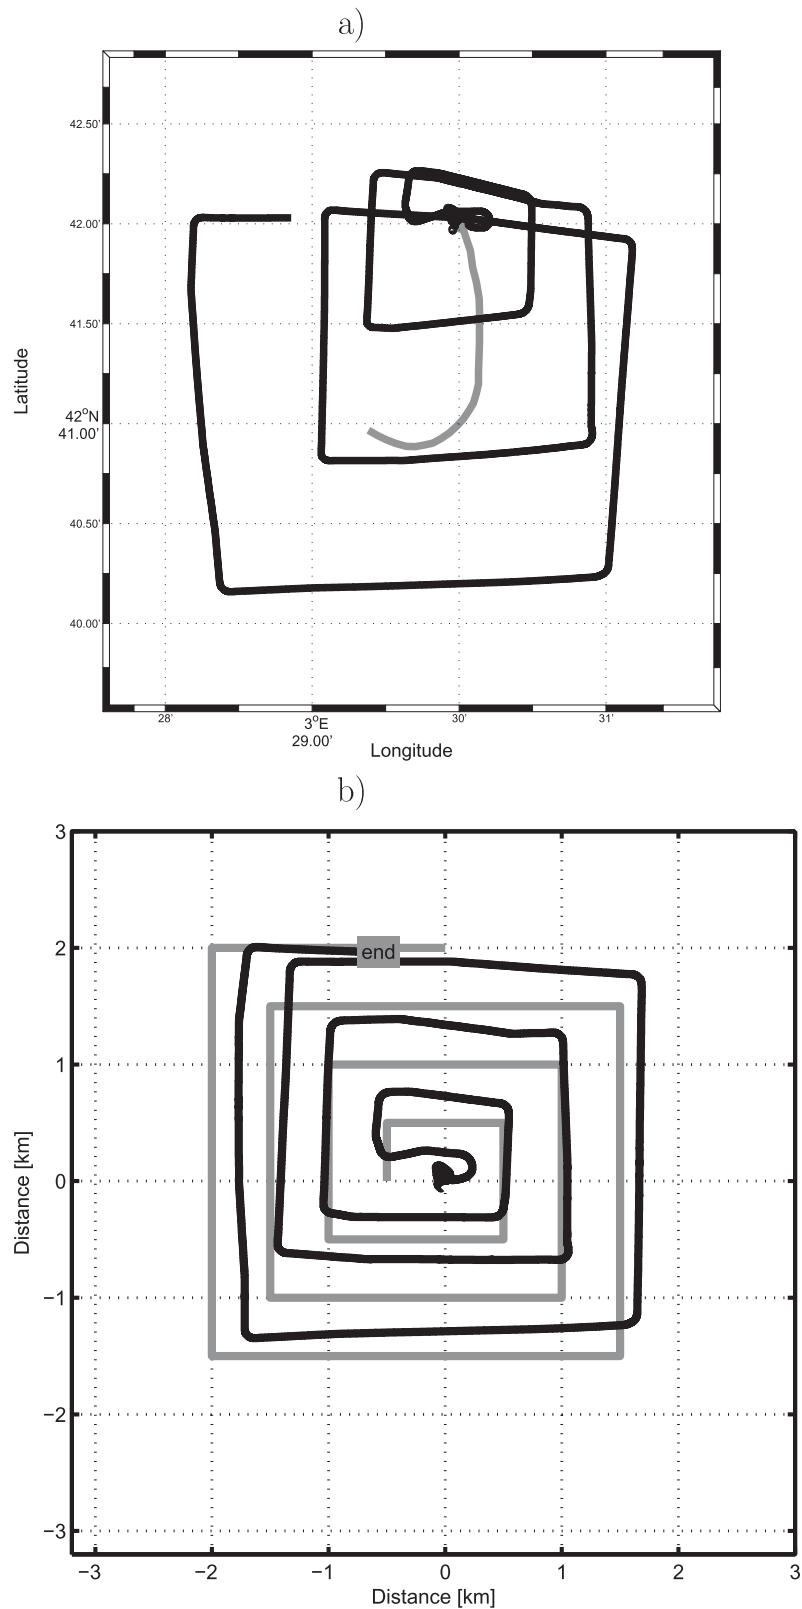 a)
42.50'
42.00'
41.50'
42°N
41.00'
40.50'
40.00'
Latitude
28'
3°E
29.00'
30'
31'
Longitude
b)
3
2
1
0
−1
−2
−3
end
Distance [km]
−3
−2
−1
0
1
2
3
Distance [km]